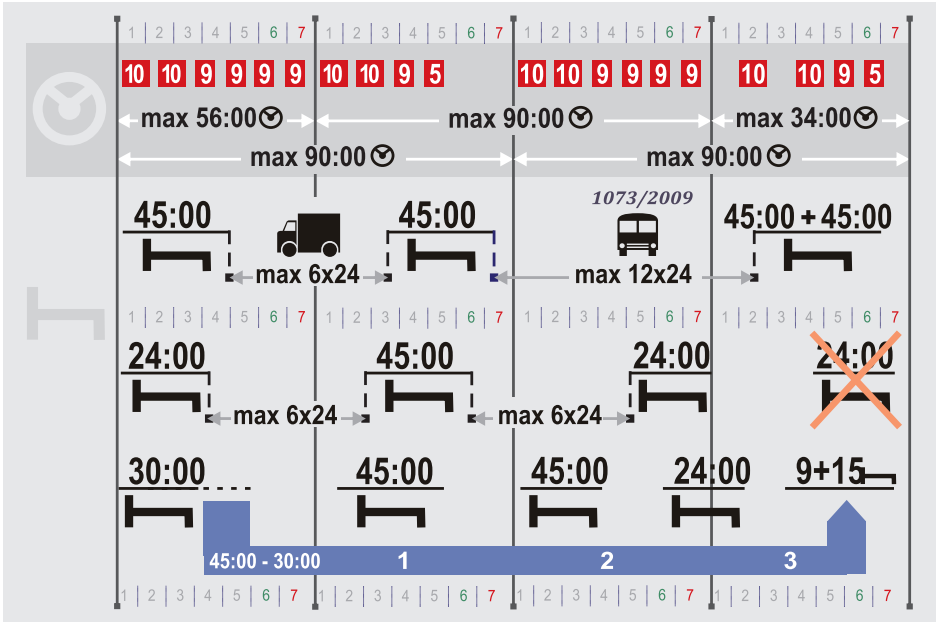 1 2 3 4 5 6 7 1 2 3 4 5 6 7 1 2 3 4 5 6 7 1 2 3 4 5 6 7
10 10 9 9 9 9 10 10 9 5 10 10 9 9 9 9 10 10 9 5
max 56:00 max 90:00 max 34:00
max 90:00 max 90:00
1073/2009
45:00 45:00 45:00 + 45:00
max 6x24 max 12x24
1 2 3 4 5 6 7 1 2 3 4 5 6 7 1 2 3 4 5 6 7 1 2 3 4 5 6 7
24:00 45:00 24:00 24:00
max 6x24 max 6x24
30:00 45:00 45:00 24:00 9+15
45:00 - 30:00 1 2 3
1 2 3 4 5 6 7 1 2 3 4 5 6 7 1 2 3 4 5 6 7 1 2 3 4 5 6 7